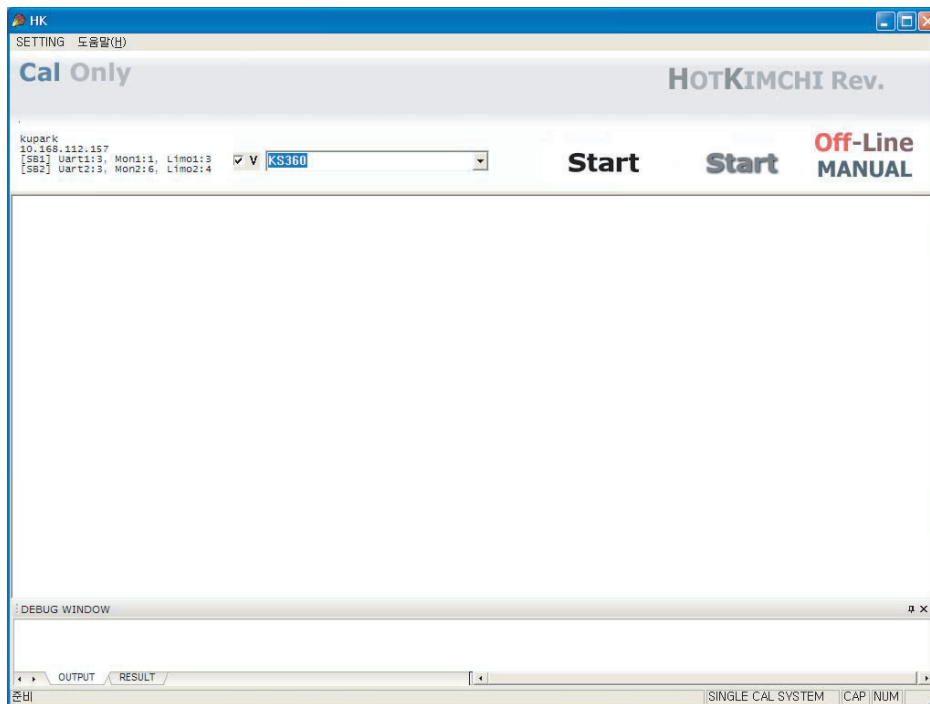 HK
SETTING 도움말(H)
Cal Only
HOTKIMCHI Rev.
kupark
10.168.112.157
[SB1] Uart1:3, Mon1:1, Limo1:3
[SB2] Uart2:3, Mon2:6, Limo2:4
V KS360
Start
Start
Off-Line
MANUAL
DEBUG WINDOW
OUTPUT RESULT
준비 SINGLE CAL SYSTEM CAP NUM